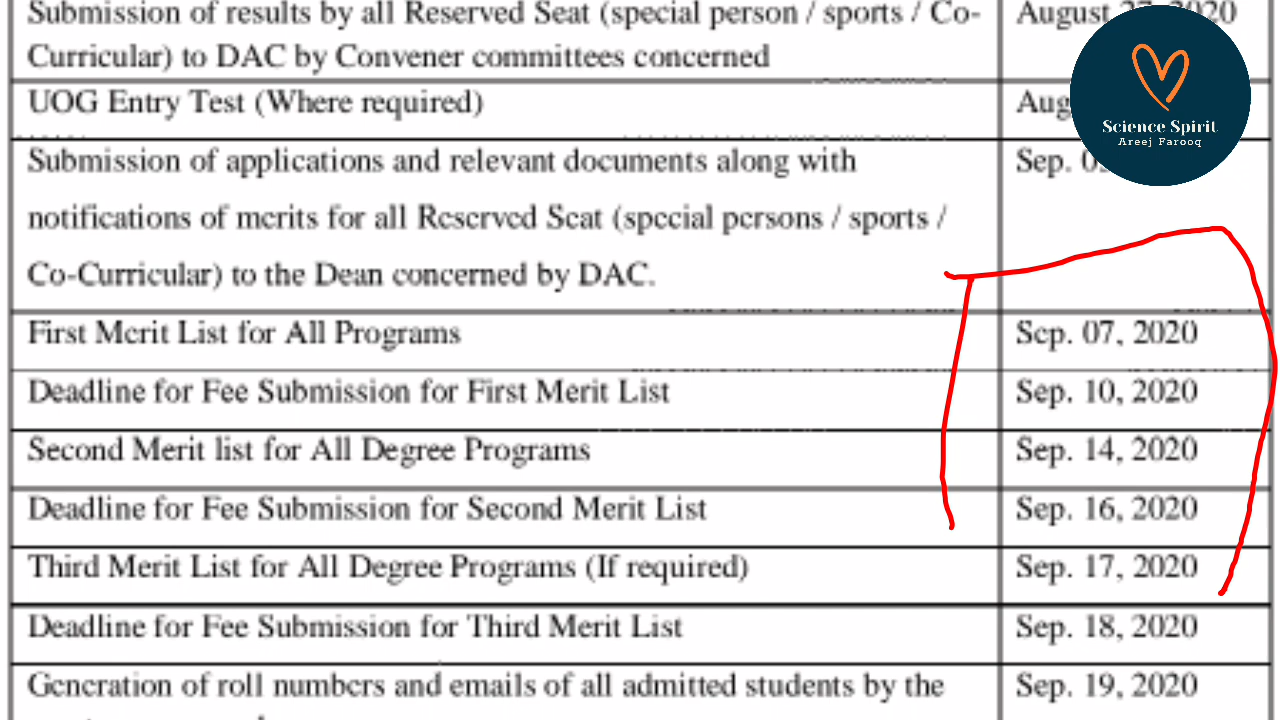 Submission of results by all Reserved Seat (special person / sports / Co-
August 27, 2020
Curricular) to DAC by Convener committees concerned
UOG Entry Test (Where required)
Aug
Science Spirit
Areej Farooq
Submission of applications and relevant documents along with
Sep.
notifications of merits for all Reserved Seat (special persons / sports /
Co-Curricular) to the Dean concerned by DAC.
First Merit List for All Programs
Sep. 07, 2020
Deadline for Fee Submission for First Merit List
Sep. 10, 2020
Second Merit list for All Degree Programs
Sep. 14, 2020
Deadline for Fee Submission for Second Merit List
Sep. 16, 2020
Third Merit List for All Degree Programs (If required)
Sep. 17, 2020
Deadline for Fee Submission for Third Merit List
Sep. 18, 2020
Generation of roll numbers and emails of all admitted students by the
Sep. 19, 2020